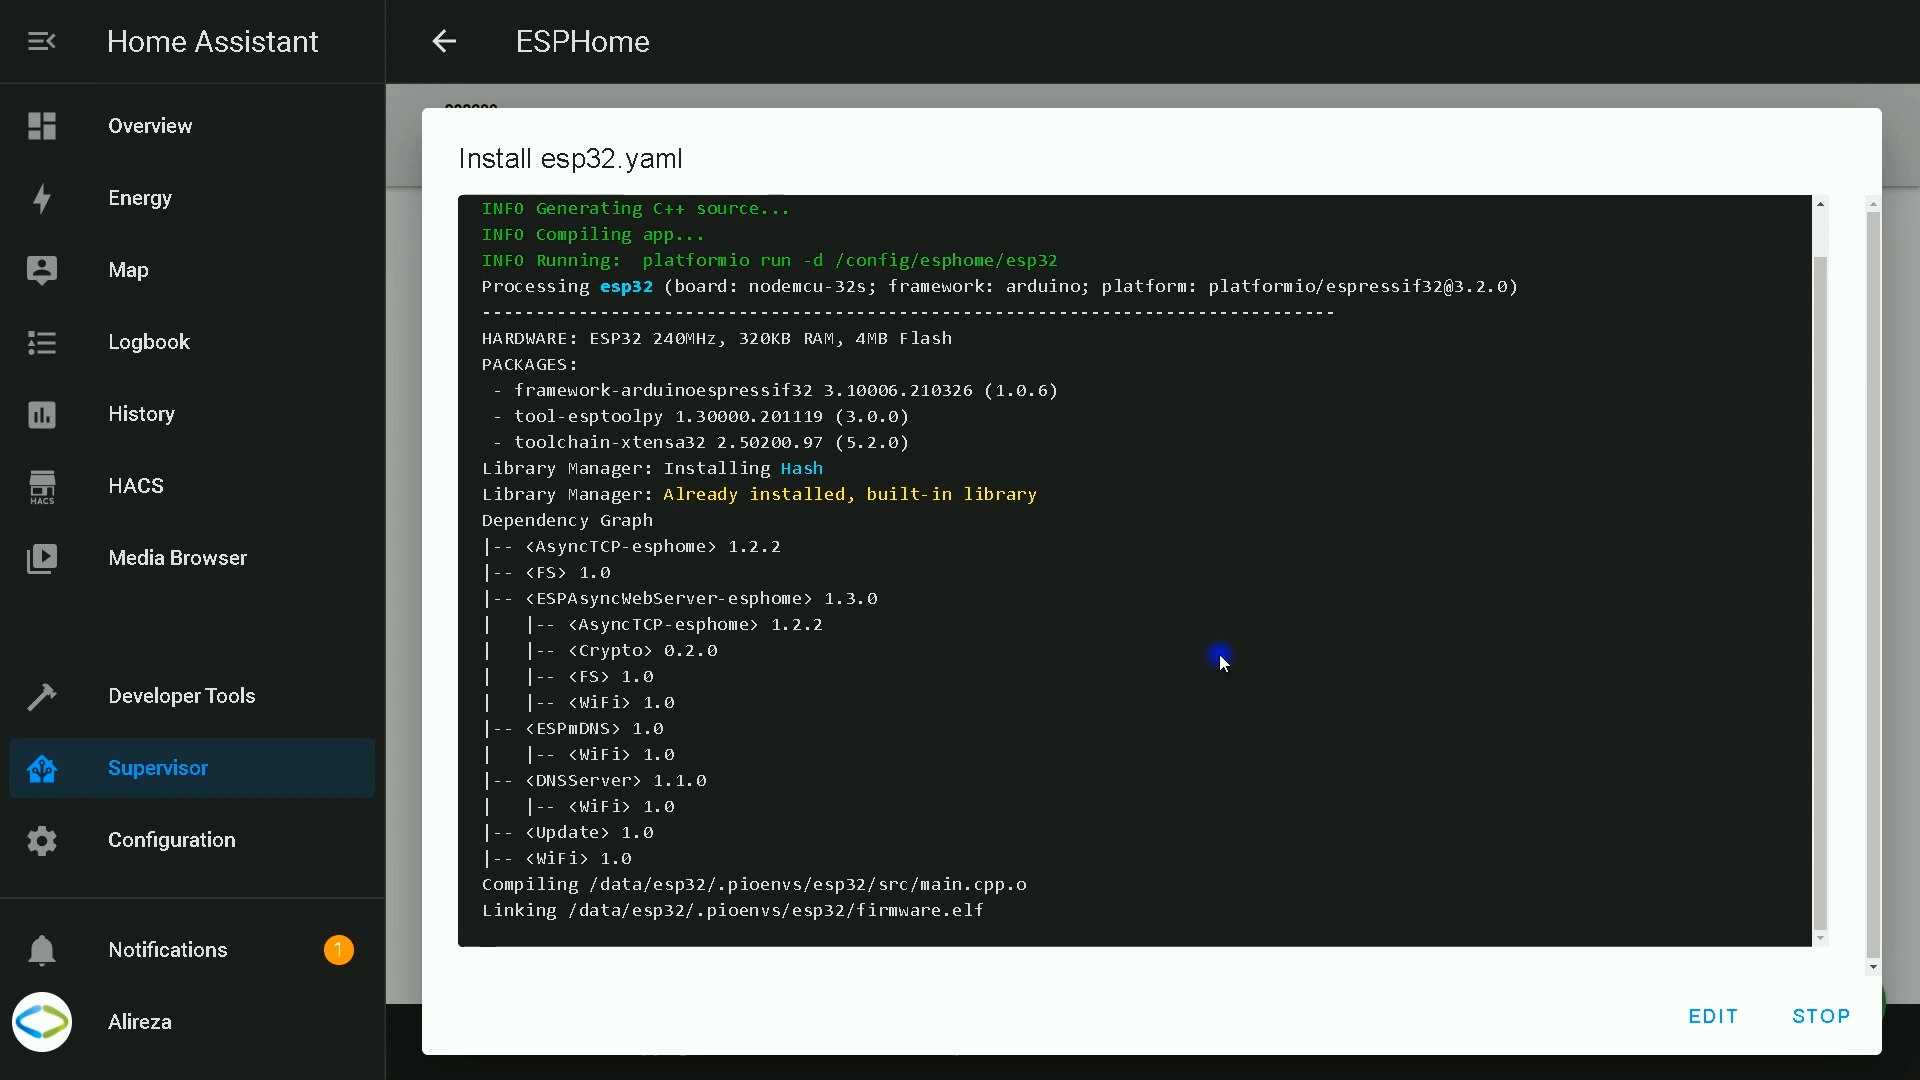 Home Assistant
ESPHome
Overview
Energy
Map
Logbook
History
HACS
HACS
Media Browser
Developer Tools
Supervisor
Configuration
Notifications
1
Alireza
Install esp32.yaml
INFO Generating C++ source...
INFO Compiling app...
INFO Running:  platformio run -d /config/esphome/esp32
Processing esp32 (board: nodemcu-32s; framework: arduino; platform: platformio/espressif32@3.2.0)
--------------------------------------------------------------------------------
HARDWARE: ESP32 240MHz, 320KB RAM, 4MB Flash
PACKAGES:
 - framework-arduinoespressif32 3.10006.210326 (1.0.6)
 - tool-esptoolpy 1.30000.201119 (3.0.0)
 - toolchain-xtensa32 2.50200.97 (5.2.0)
Library Manager: Installing Hash
Library Manager: Already installed, built-in library
Dependency Graph
|-- <AsyncTCP-esphome> 1.2.2
|-- <FS> 1.0
|-- <ESPAsyncWebServer-esphome> 1.3.0
|   |-- <AsyncTCP-esphome> 1.2.2
|   |-- <Crypto> 0.2.0
|   |-- <FS> 1.0
|   |-- <WiFi> 1.0
|-- <ESPmDNS> 1.0
|   |-- <WiFi> 1.0
|-- <DNSServer> 1.1.0
|   |-- <WiFi> 1.0
|-- <Update> 1.0
|-- <WiFi> 1.0
Compiling /data/esp32/.pioenvs/esp32/src/main.cpp.o
Linking /data/esp32/.pioenvs/esp32/firmware.elf
EDIT
STOP